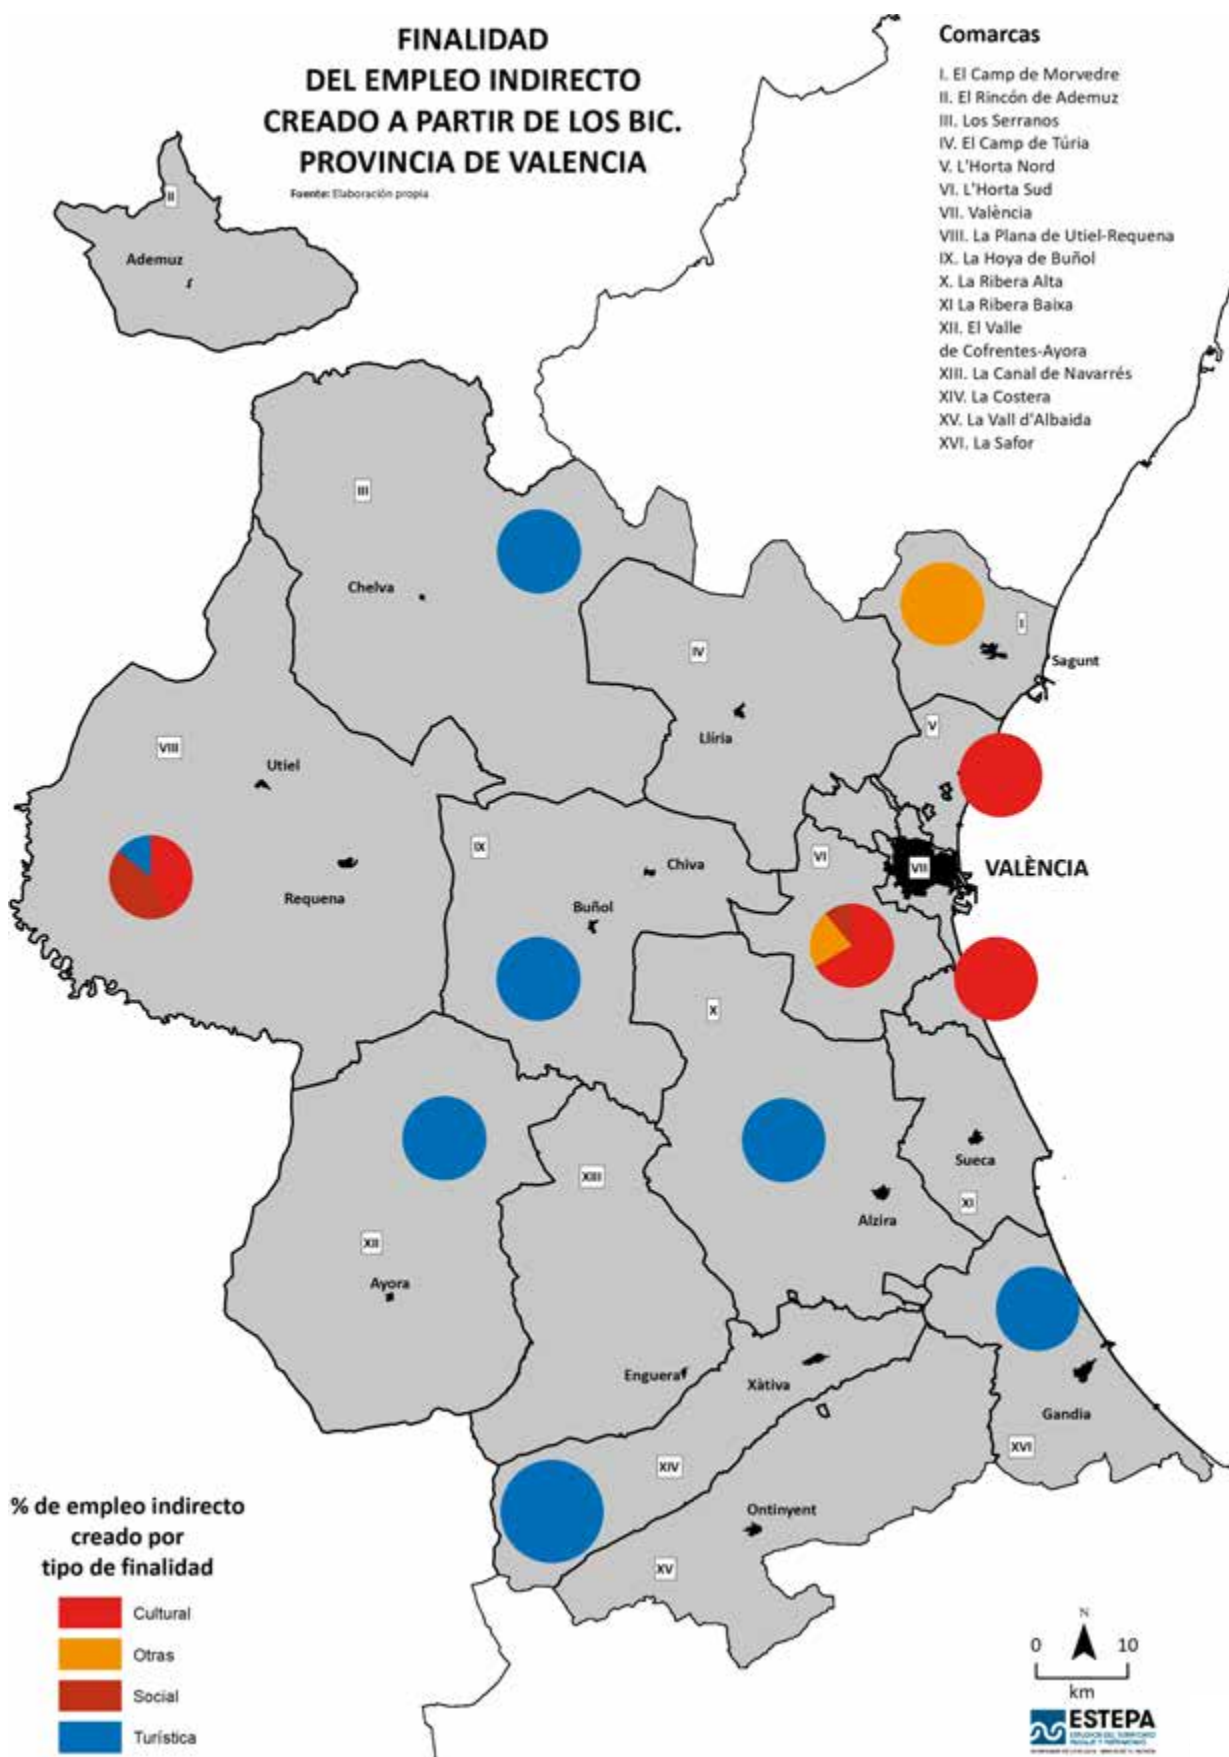 FINALIDAD
DEL EMPLEO INDIRECTO
CREADO A PARTIR DE LOS BIC.
PROVINCIA DE VALENCIA
Fuente: Elaboración propia
Comarcas
I. El Camp de Morvedre
II. El Rincón de Ademuz
III. Los Serranos
IV. El Camp de Túria
V. L'Horta Nord
VI. L'Horta Sud
VII. València
VIII. La Plana de Utiel-Requena
IX. La Hoya de Buñol
X. La Ribera Alta
XI La Ribera Baixa
XII. El Valle
de Cofrentes-Ayora
XIII. La Canal de Navarrés
XIV. La Costera
XV. La Vall d'Albaida
XVI. La Safor
II
Ademuz
III
Chelva
IV
Llíria
I
Sagunt
V
VIII
Utiel
Requena
IX
Chiva
Buñol
VI
VII
VALÈNCIA
X
Alzira
Sueca
XI
XII
Ayora
XIII
Enguera
Xàtiva
XIV
Gandia
XVI
Ontinyent
XV
% de empleo indirecto
creado por
tipo de finalidad
Cultural
Otras
Social
Turística
N
0 10
km
ESTEPA
ESTUDIOS DEL TERRITORIO
PAISAJE Y PATRIMONIO